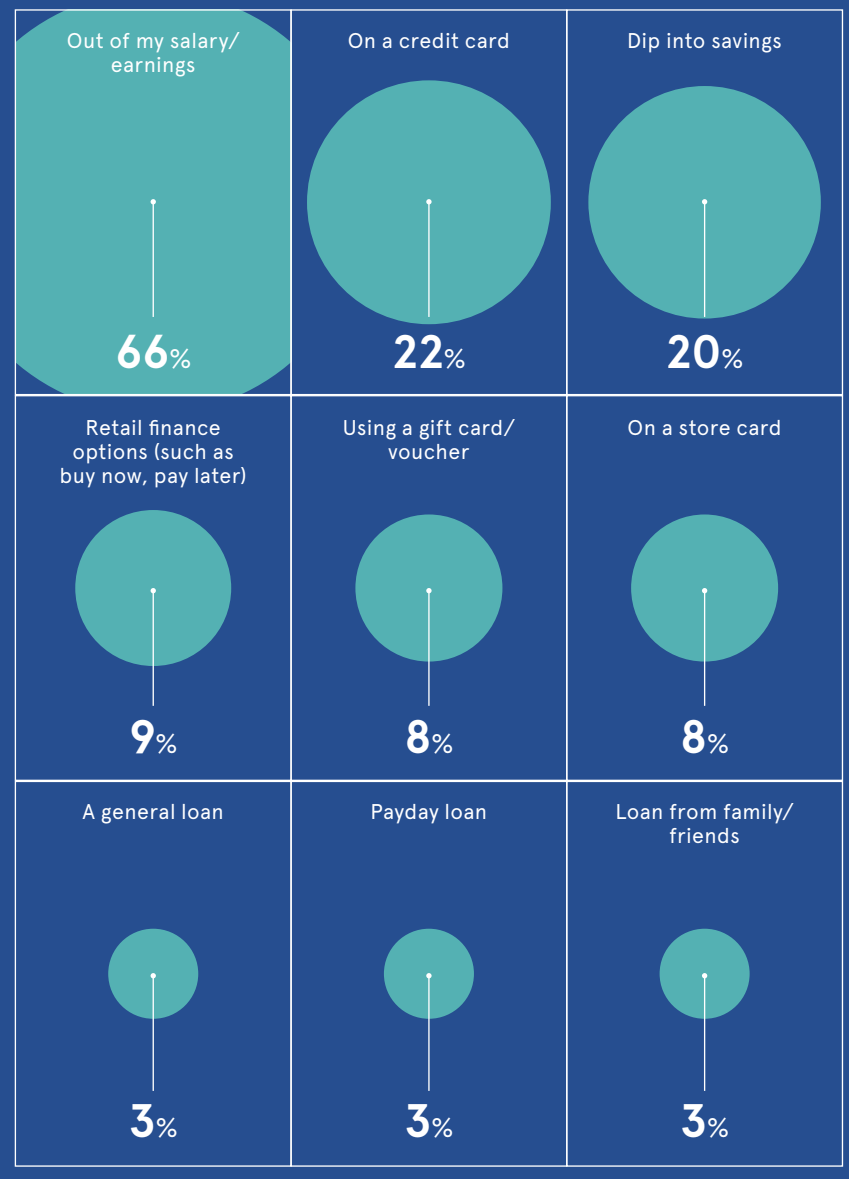 Out of my salary/
earnings
66%
On a credit card
22%
Dip into savings
20%
Retail finance
options (such as
buy now, pay later)
9%
Using a gift card/
voucher
8%
On a store card
8%
A general loan
3%
Payday loan
3%
Loan from family/
friends
3%